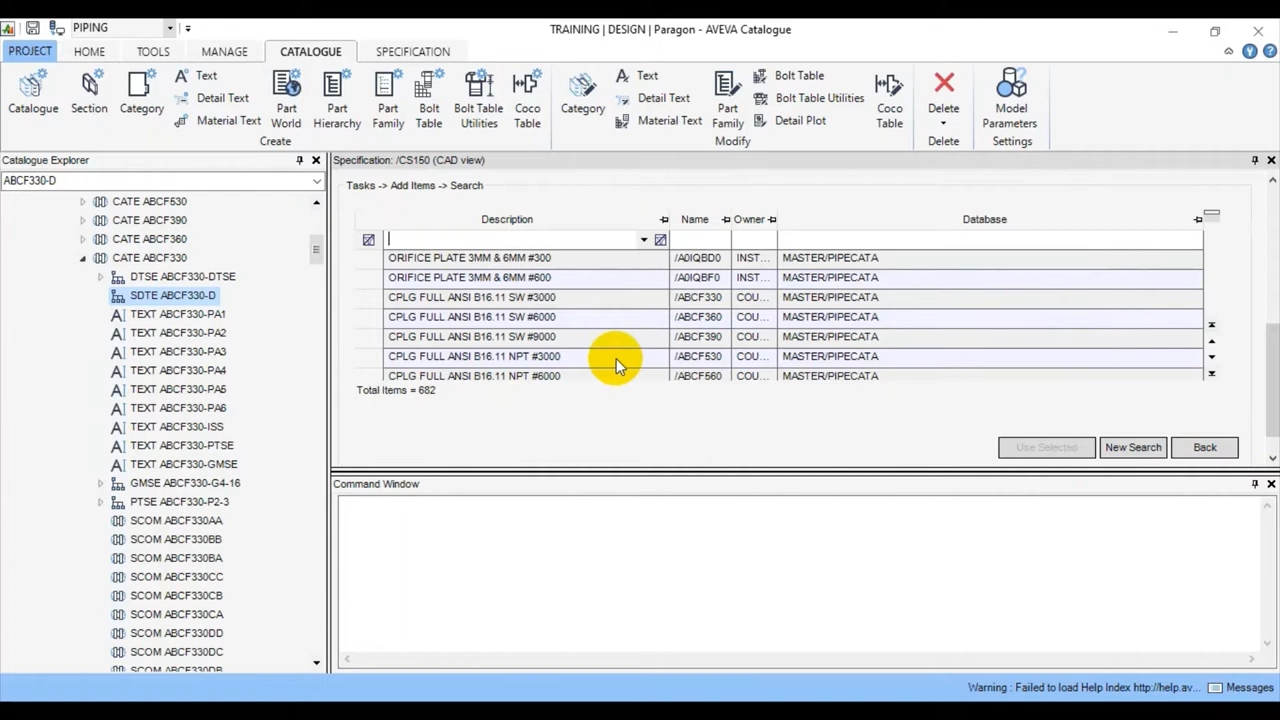 PIPING
TRAINING | DESIGN | Paragon - AVEVA Catalogue
PROJECT HOME TOOLS MANAGE CATALOGUE SPECIFICATION
Catalogue
Section
Category
Text
Detail Text
Material Text
Part World
Part Hierarchy
Part Family
Bolt Table
Bolt Table Utilities
Coco Table
Create
Category
Text
Detail Text
Material Text
Part Family
Bolt Table
Bolt Table Utilities
Detail Plot
Coco Table
Modify
Delete
Delete
Model Parameters
Settings
Catalogue Explorer
ABCF330-D
CATE ABCF530
CATE ABCF390
CATE ABCF360
CATE ABCF330
DTSE ABCF330-DTSE
SDTE ABCF330-D
TEXT ABCF330-PA1
TEXT ABCF330-PA2
TEXT ABCF330-PA3
TEXT ABCF330-PA4
TEXT ABCF330-PA5
TEXT ABCF330-PA6
TEXT ABCF330-ISS
TEXT ABCF330-PTSE
TEXT ABCF330-GMSE
GMSE ABCF330-G4-16
PTSE ABCF330-P2-3
SCOM ABCF330AA
SCOM ABCF330BB
SCOM ABCF330BA
SCOM ABCF330CC
SCOM ABCF330CB
SCOM ABCF330CA
SCOM ABCF330DD
SCOM ABCF330DC
SCOM ABCF330DB
Specification: /CS150 (CAD view)
Tasks -> Add Items -> Search
Description Name Owner Database
ORIFICE PLATE 3MM & 6MM #300 /A0IQBD0 INST... MASTER/PIPECATA
ORIFICE PLATE 3MM & 6MM #600 /A0IQBF0 INST... MASTER/PIPECATA
CPLG FULL ANSI B16.11 SW #3000 /ABCF330 COU... MASTER/PIPECATA
CPLG FULL ANSI B16.11 SW #6000 /ABCF360 COU... MASTER/PIPECATA
CPLG FULL ANSI B16.11 SW #9000 /ABCF390 COU... MASTER/PIPECATA
CPLG FULL ANSI B16.11 NPT #3000 /ABCF530 COU... MASTER/PIPECATA
CPLG FULL ANSI B16.11 NPT #6000 /ABCF560 COU... MASTER/PIPECATA
Total Items = 682
Use Selected New Search Back
Command Window
Warning : Failed to load Help Index http://help.av... Messages